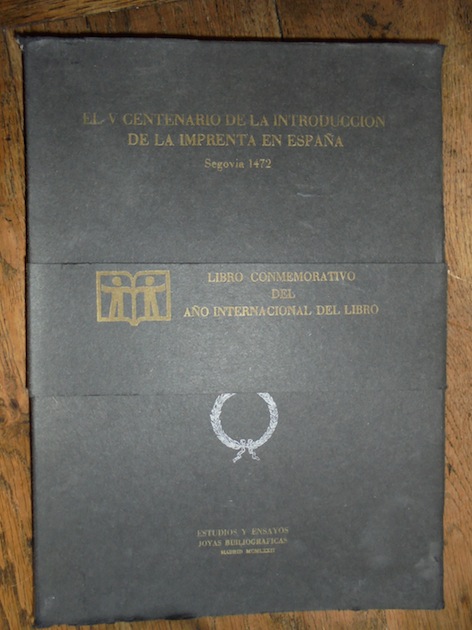 EL V CENTENARIO DE LA INTRODUCCION
DE LA IMPRENTA EN ESPAÑA
Segovia 1472
LIBRO CONMEMORATIVO
DEL
AÑO INTERNACIONAL DEL LIBRO
ESTUDIOS Y ENSAYOS
JOYAS BIBLIOGRAFICAS
MADRID MCMLXXII